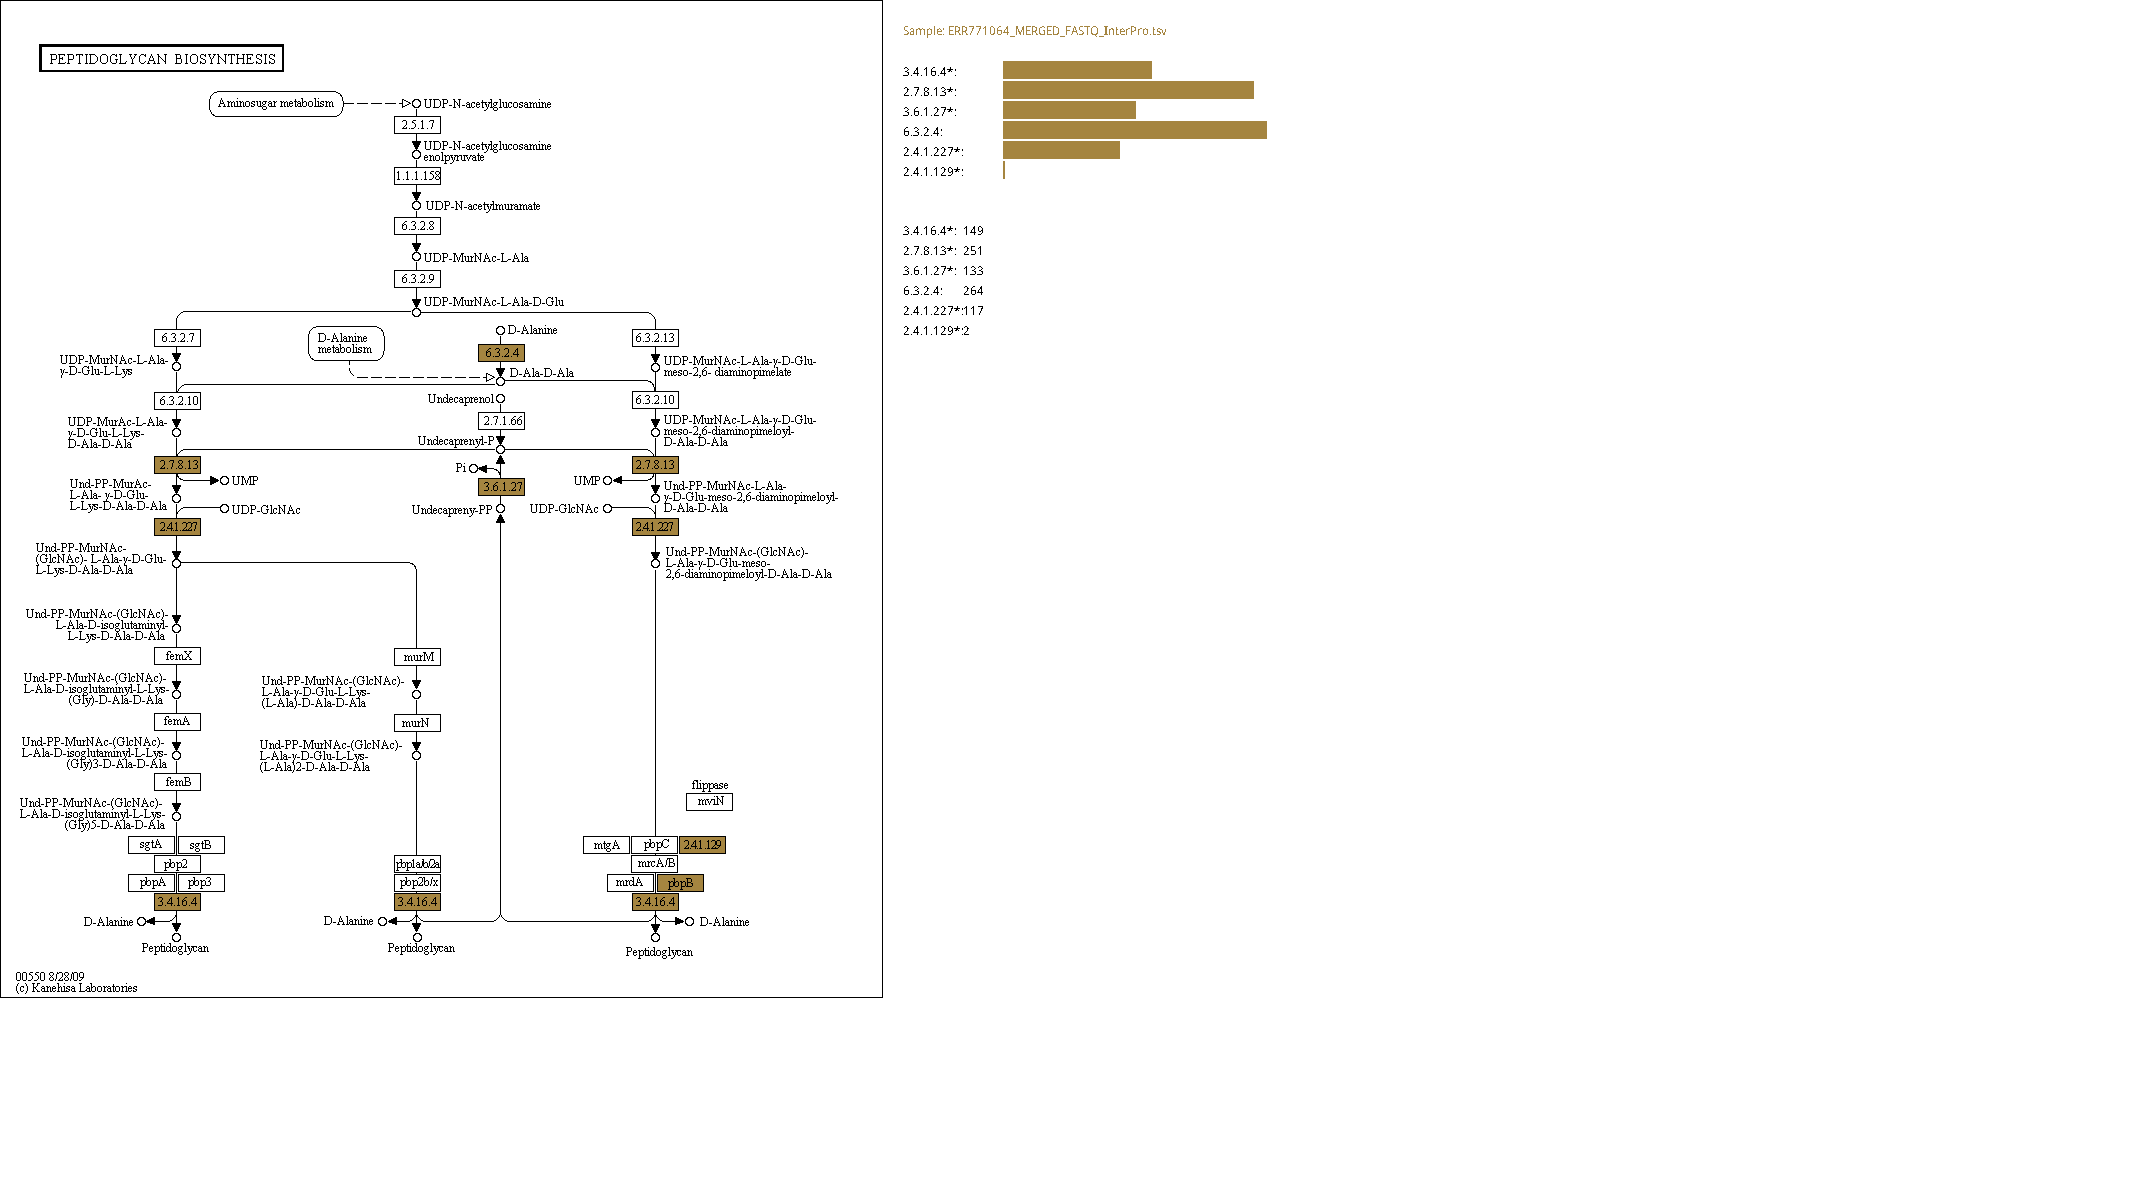 PEPTIDOGLYCAN BIOSYNTHESIS
Aminosugar metabolism
UDP-N-acetylglucosamine
2.5.1.7
UDP-N-acetylglucosamine
enolpyruvate
1.1.1.158
UDP-N-acetylmuramate
6.3.2.8
UDP-MurNAc-L-Ala
6.3.2.9
UDP-MurNAc-L-Ala-D-Glu
6.3.2.7
D-Alanine
metabolism
D-Alanine
6.3.2.4
D-Ala-D-Ala
6.3.2.13
UDP-MurNAc-L-Ala-
γ-D-Glu-L-Lys
UDP-MurNAc-L-Ala-γ-D-Glu-
meso-2,6- diaminopimelate
6.3.2.10
Undecaprenol
2.7.1.66
Undecaprenyl-P
6.3.2.10
UDP-MurAc-L-Ala-
γ-D-Glu-L-Lys-
D-Ala-D-Ala
UDP-MurNAc-L-Ala-γ-D-Glu-
meso-2,6-diaminopimeloyl-
D-Ala-D-Ala
2.7.8.13
UMP
Pi
3.6.1.27
Undecapreny-PP
UMP
2.7.8.13
Und-PP-MurAc-
L-Ala- γ-D-Glu-
L-Lys-D-Ala-D-Ala
UDP-GlcNAc
UDP-GlcNAc
Und-PP-MurNAc-L-Ala-
γ-D-Glu-meso-2,6-diaminopimeloyl-
D-Ala-D-Ala
2.4.1.227
2.4.1.227
Und-PP-MurNAc-
(GlcNAc)- L-Ala-γ-D-Glu-
L-Lys-D-Ala-D-Ala
Und-PP-MurNAc-(GlcNAc)-
L-Ala-γ-D-Glu-meso-
2,6-diaminopimeloyl-D-Ala-D-Ala
Und-PP-MurNAc-(GlcNAc)-
L-Ala-D-isoglutaminyl-
L-Lys-D-Ala-D-Ala
femX
murM
Und-PP-MurNAc-(GlcNAc)-
L-Ala-D-isoglutaminyl-L-Lys-
(Gly)-D-Ala-D-Ala
Und-PP-MurNAc-(GlcNAc)-
L-Ala-γ-D-Glu-L-Lys-
(L-Ala)-D-Ala-D-Ala
femA
murN
Und-PP-MurNAc-(GlcNAc)-
L-Ala-D-isoglutaminyl-L-Lys-
(Gly)3-D-Ala-D-Ala
Und-PP-MurNAc-(GlcNAc)-
L-Ala-γ-D-Glu-L-Lys-
(L-Ala)2-D-Ala-D-Ala
femB
flippase
mviN
Und-PP-MurNAc-(GlcNAc)-
L-Ala-D-isoglutaminyl-L-Lys-
(Gly)5-D-Ala-D-Ala
sgtA sgtB
pbp2
pbpA pbp3
3.4.16.4
pbp1a/b/2a
pbp2b/x
3.4.16.4
mtgA pbpC 2.4.1.129
mrcA/B
mrdA pbpB
3.4.16.4
D-Alanine
D-Alanine
D-Alanine
Peptidoglycan
Peptidoglycan
Peptidoglycan
00550 8/28/09
(c) Kanehisa Laboratories
Sample: ERR771064_MERGED_FASTQ_InterPro.tsv
3.4.16.4*:
2.7.8.13*:
3.6.1.27*:
6.3.2.4:
2.4.1.227*:
2.4.1.129*:
3.4.16.4*: 149
2.7.8.13*: 251
3.6.1.27*: 133
6.3.2.4: 264
2.4.1.227*:117
2.4.1.129*:2